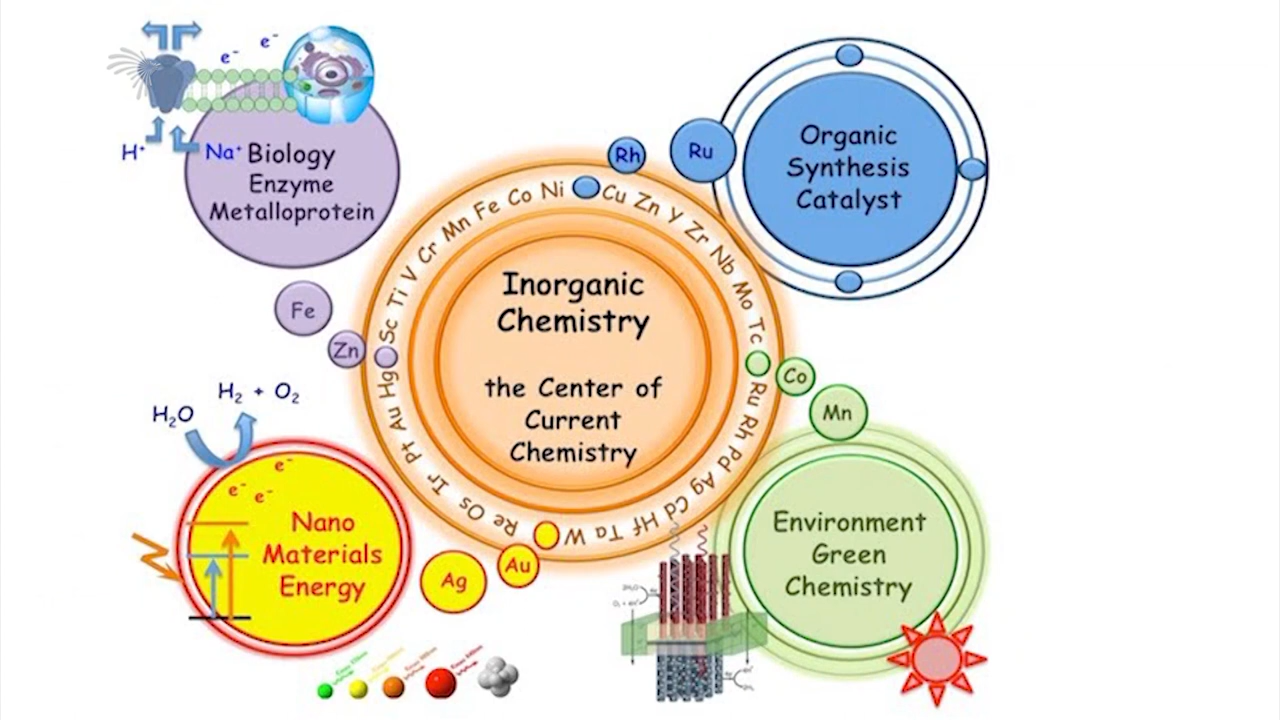 e⁻
e⁻
H⁺
Na⁺
Biology
Enzyme
Metalloprotein
Rh
Ru
Organic
Synthesis
Catalyst
Sc Ti V Cr Mn Fe Co Ni
Cu Zn Y Zr Nb Mo Tc
Ru Rh Pd Ag Cd Hf Ta W
Re Os Ir Pt Au Hg
Inorganic
Chemistry
the Center of
Current
Chemistry
Fe
Zn
Co
Mn
H₂O
H₂ + O₂
e⁻
e⁻
e⁻
Nano
Materials
Energy
Ag
Au
Environment
Green
Chemistry